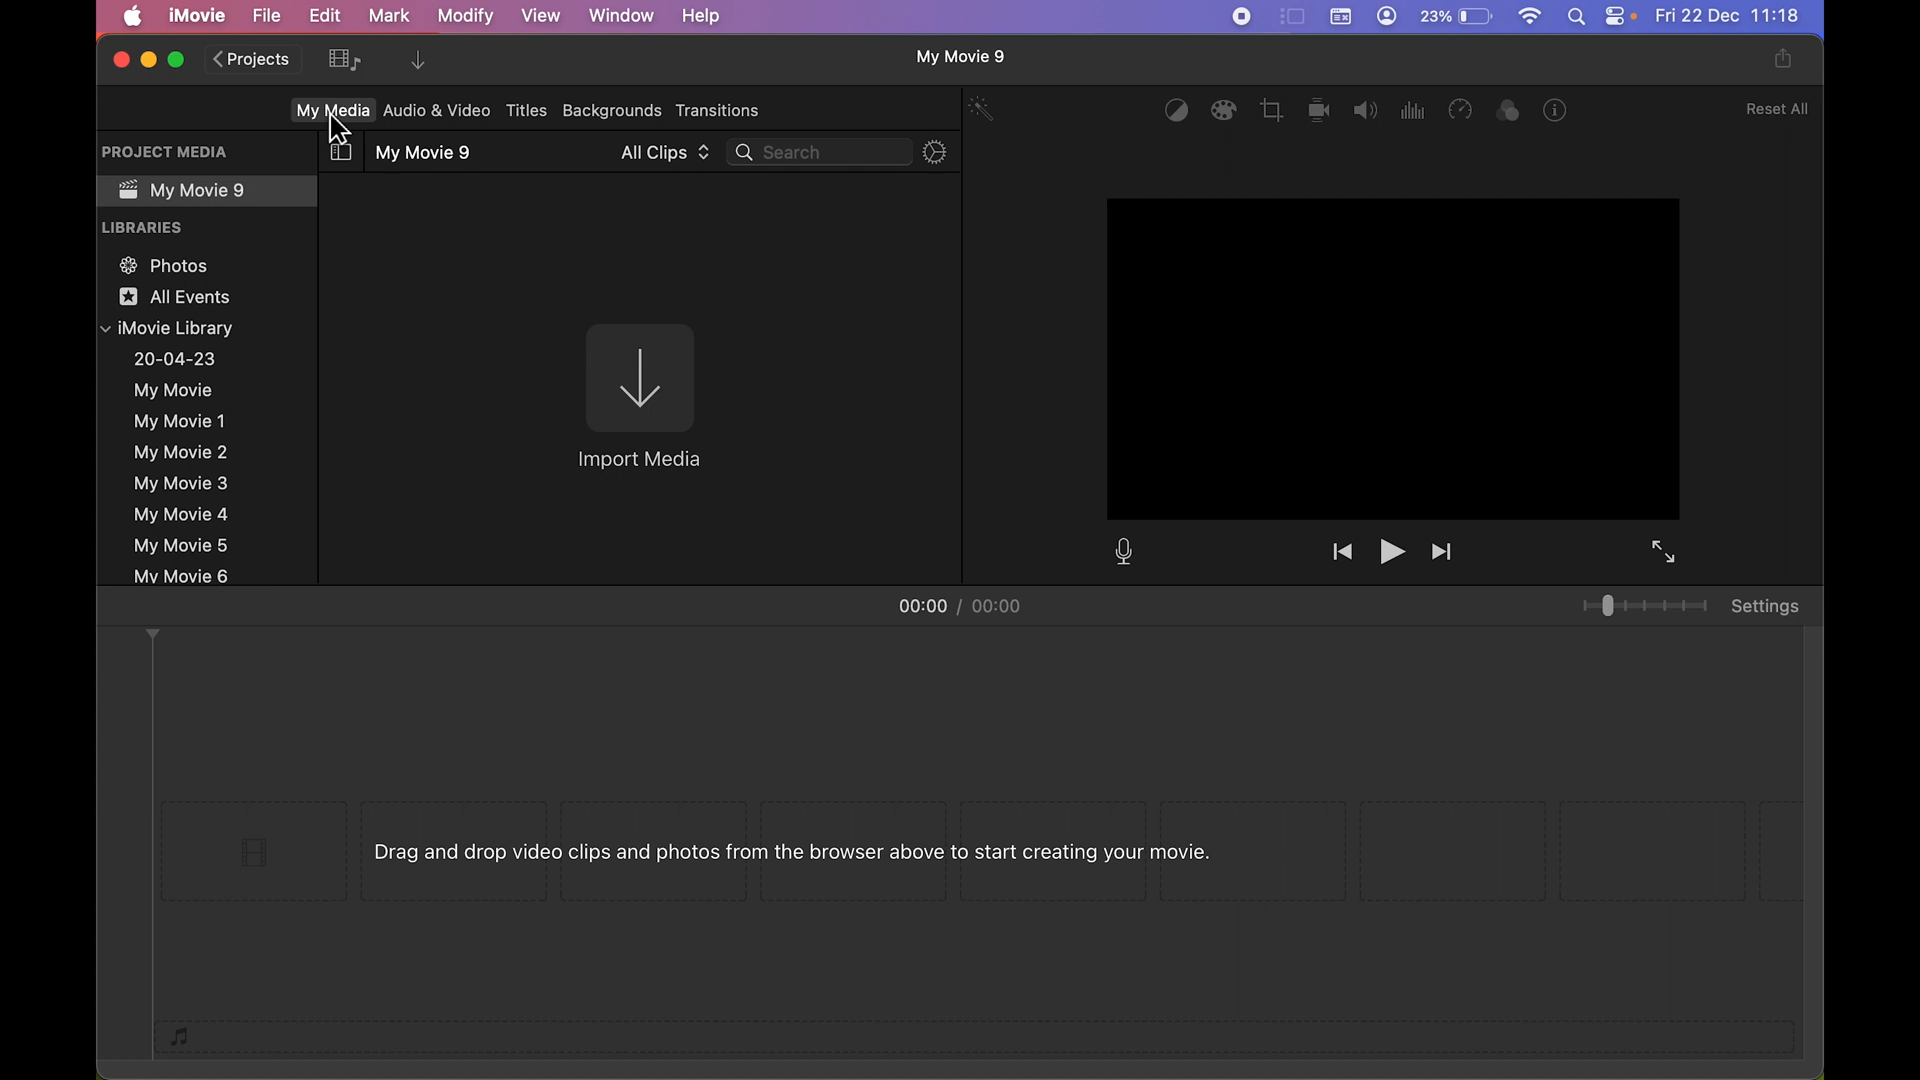 iMovie File Edit Mark Modify View Window Help 23% Fri 22 Dec 11:18
Projects My Movie 9
My Media Audio & Video Titles Backgrounds Transitions Reset All
PROJECT MEDIA
My Movie 9 All Clips Search
My Movie 9
LIBRARIES
Photos
All Events
iMovie Library
20-04-23
My Movie
My Movie 1
My Movie 2
My Movie 3
My Movie 4
My Movie 5
My Movie 6
Import Media
00:00 / 00:00 Settings
Drag and drop video clips and photos from the browser above to start creating your movie.